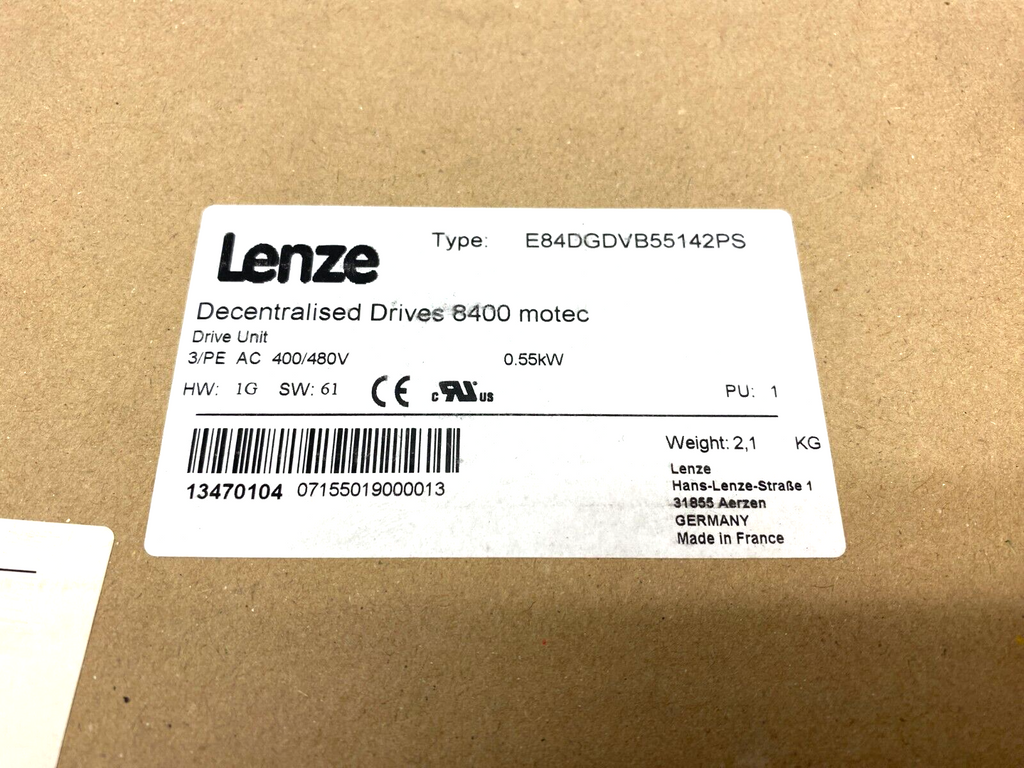 Lenze
Type: E84DGDVB55142PS
Decentralised Drives 8400 motec
Drive Unit
3/PE AC 400/480V 0.55kW
HW: 1G SW: 61 CE c RU us PU: 1
Weight: 2,1 KG
13470104 07155019000013
Lenze
Hans-Lenze-Straße 1
31855 Aerzen
GERMANY
Made in France